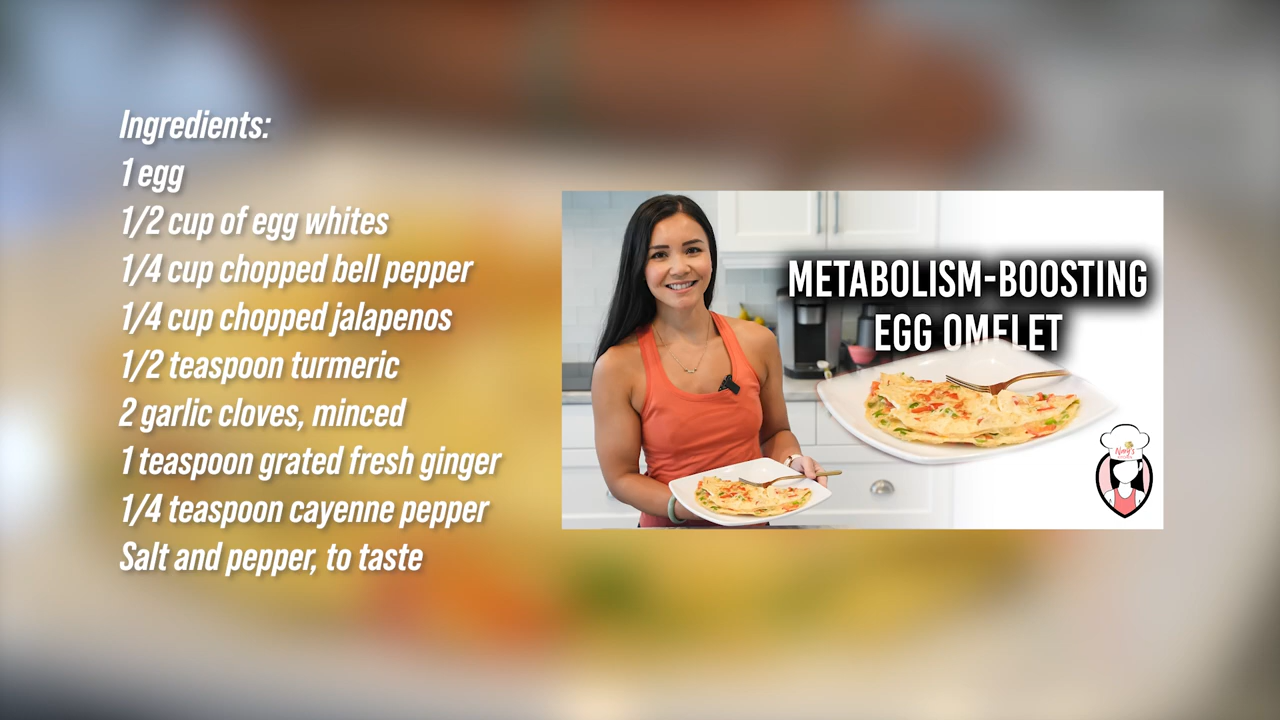 Ingredients:
1 egg
1/2 cup of egg whites
1/4 cup chopped bell pepper
1/4 cup chopped jalapenos
1/2 teaspoon turmeric
2 garlic cloves, minced
1 teaspoon grated fresh ginger
1/4 teaspoon cayenne pepper
Salt and pepper, to taste
METABOLISM-BOOSTING
EGG OMELET